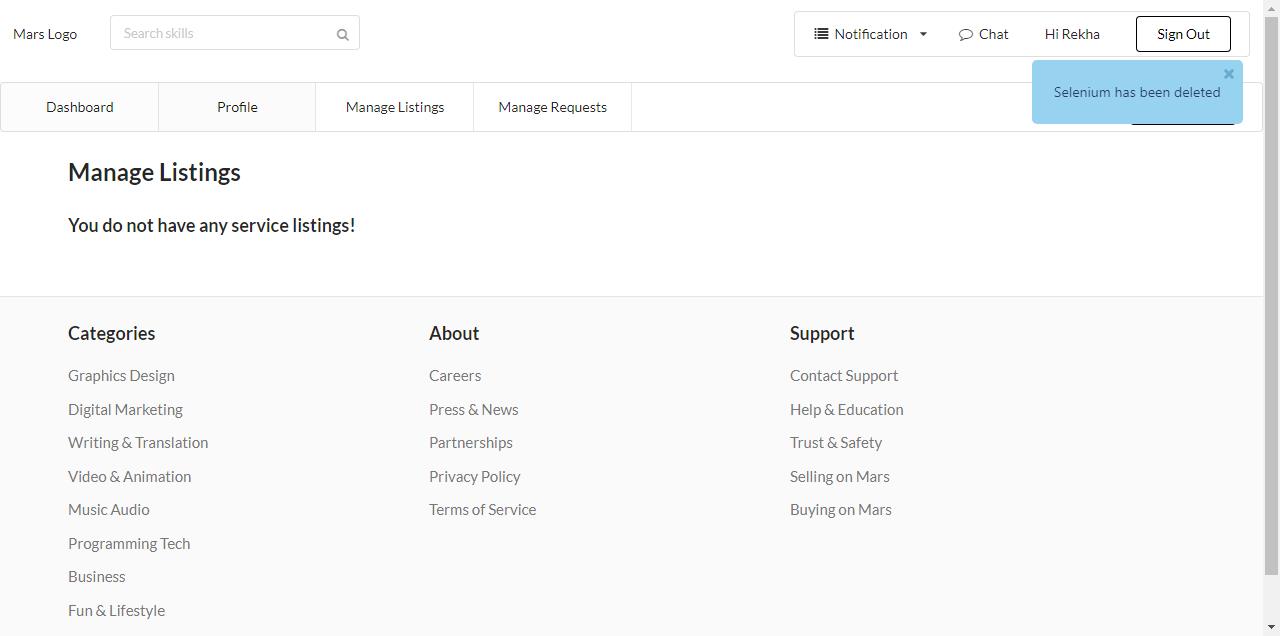 Mars Logo
Search skills
Notification
Chat
Hi Rekha
Sign Out
Selenium has been deleted
Dashboard
Profile
Manage Listings
Manage Requests
Manage Listings
You do not have any service listings!
Categories
Graphics Design
Digital Marketing
Writing & Translation
Video & Animation
Music Audio
Programming Tech
Business
Fun & Lifestyle
About
Careers
Press & News
Partnerships
Privacy Policy
Terms of Service
Support
Contact Support
Help & Education
Trust & Safety
Selling on Mars
Buying on Mars